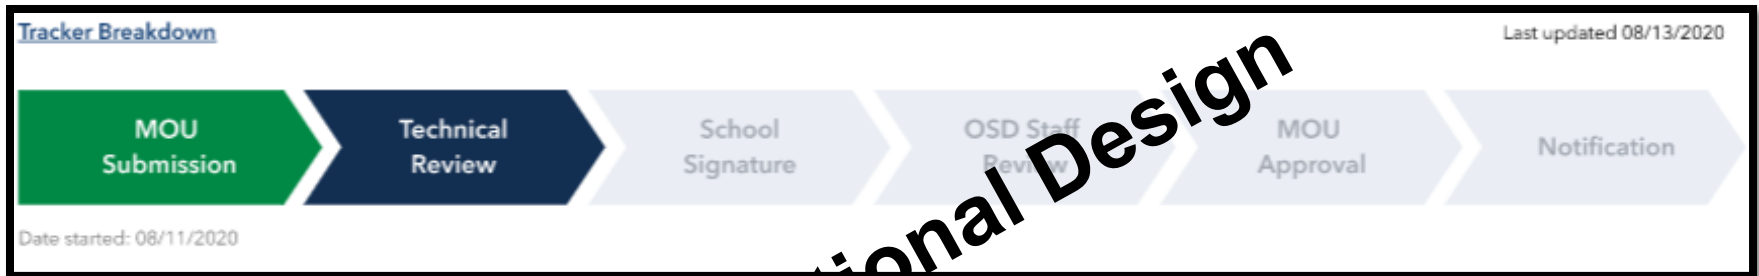 Tracker Breakdown
Last updated 08/13/2020
MOU
Submission
Technical
Review
School
Signature
OSD Staff
Review
MOU
Approval
Notification
Date started: 08/11/2020
tional Design